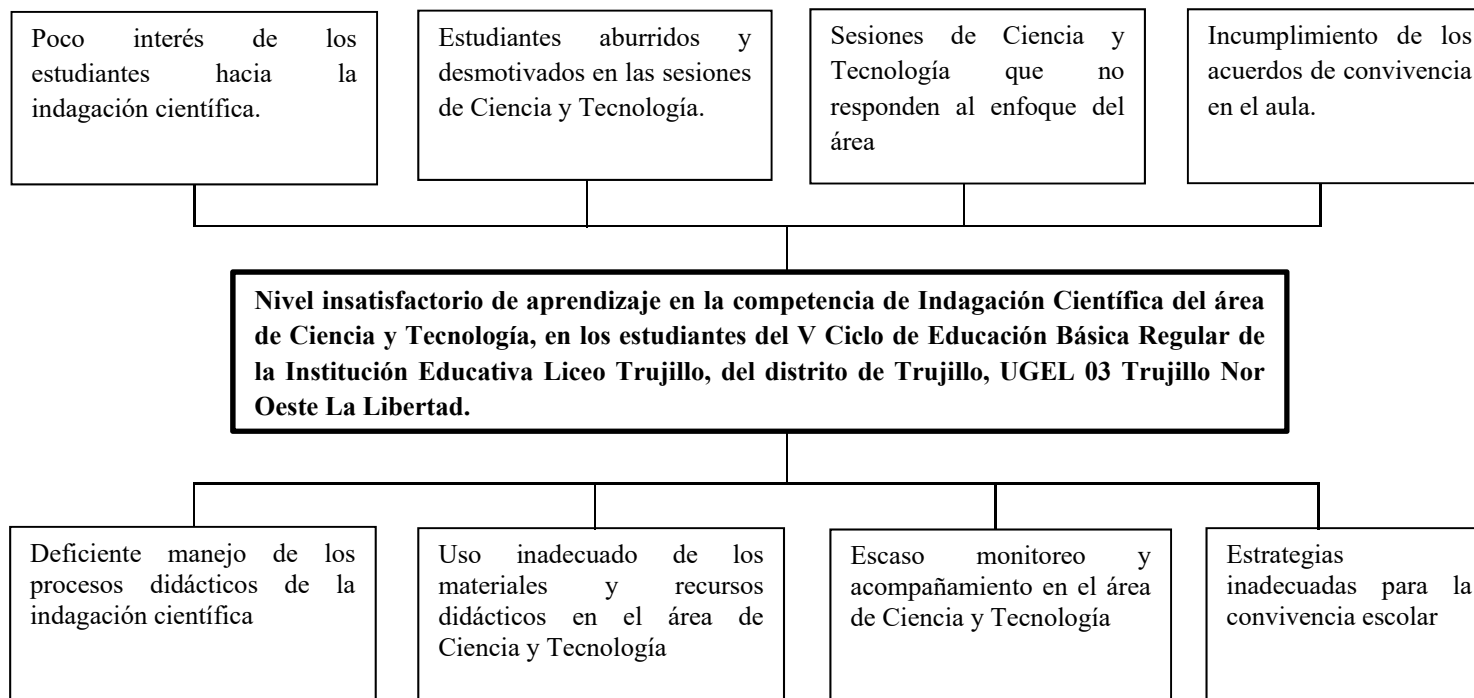 Poco interés de los
estudiantes hacia la
indagación científica.
Estudiantes aburridos y
desmotivados en las sesiones
de Ciencia y Tecnología.
Sesiones de Ciencia y
Tecnología que no
responden al enfoque del
área
Incumplimiento de los
acuerdos de convivencia
en el aula.
Nivel insatisfactorio de aprendizaje en la competencia de Indagación Científica del área
de Ciencia y Tecnología, en los estudiantes del V Ciclo de Educación Básica Regular de
la Institución Educativa Liceo Trujillo, del distrito de Trujillo, UGEL 03 Trujillo Nor
Oeste La Libertad.
Deficiente manejo de los
procesos didácticos de la
indagación científica
Uso inadecuado de los
materiales y recursos
didácticos en el área de
Ciencia y Tecnología
Escaso monitoreo y
acompañamiento en el área
de Ciencia y Tecnología
Estrategias
inadecuadas para la
convivencia escolar